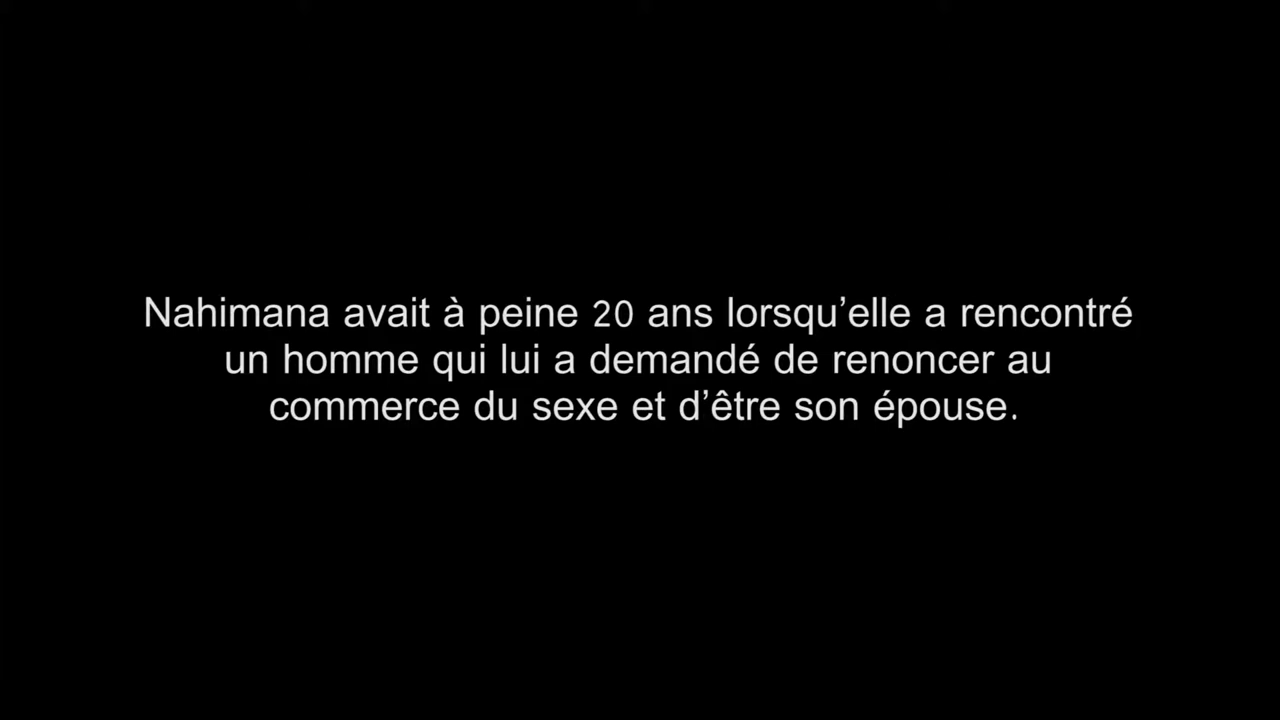 Nahimana avait à peine 20 ans lorsqu’elle a rencontré
un homme qui lui a demandé de renoncer au
commerce du sexe et d’être son épouse.